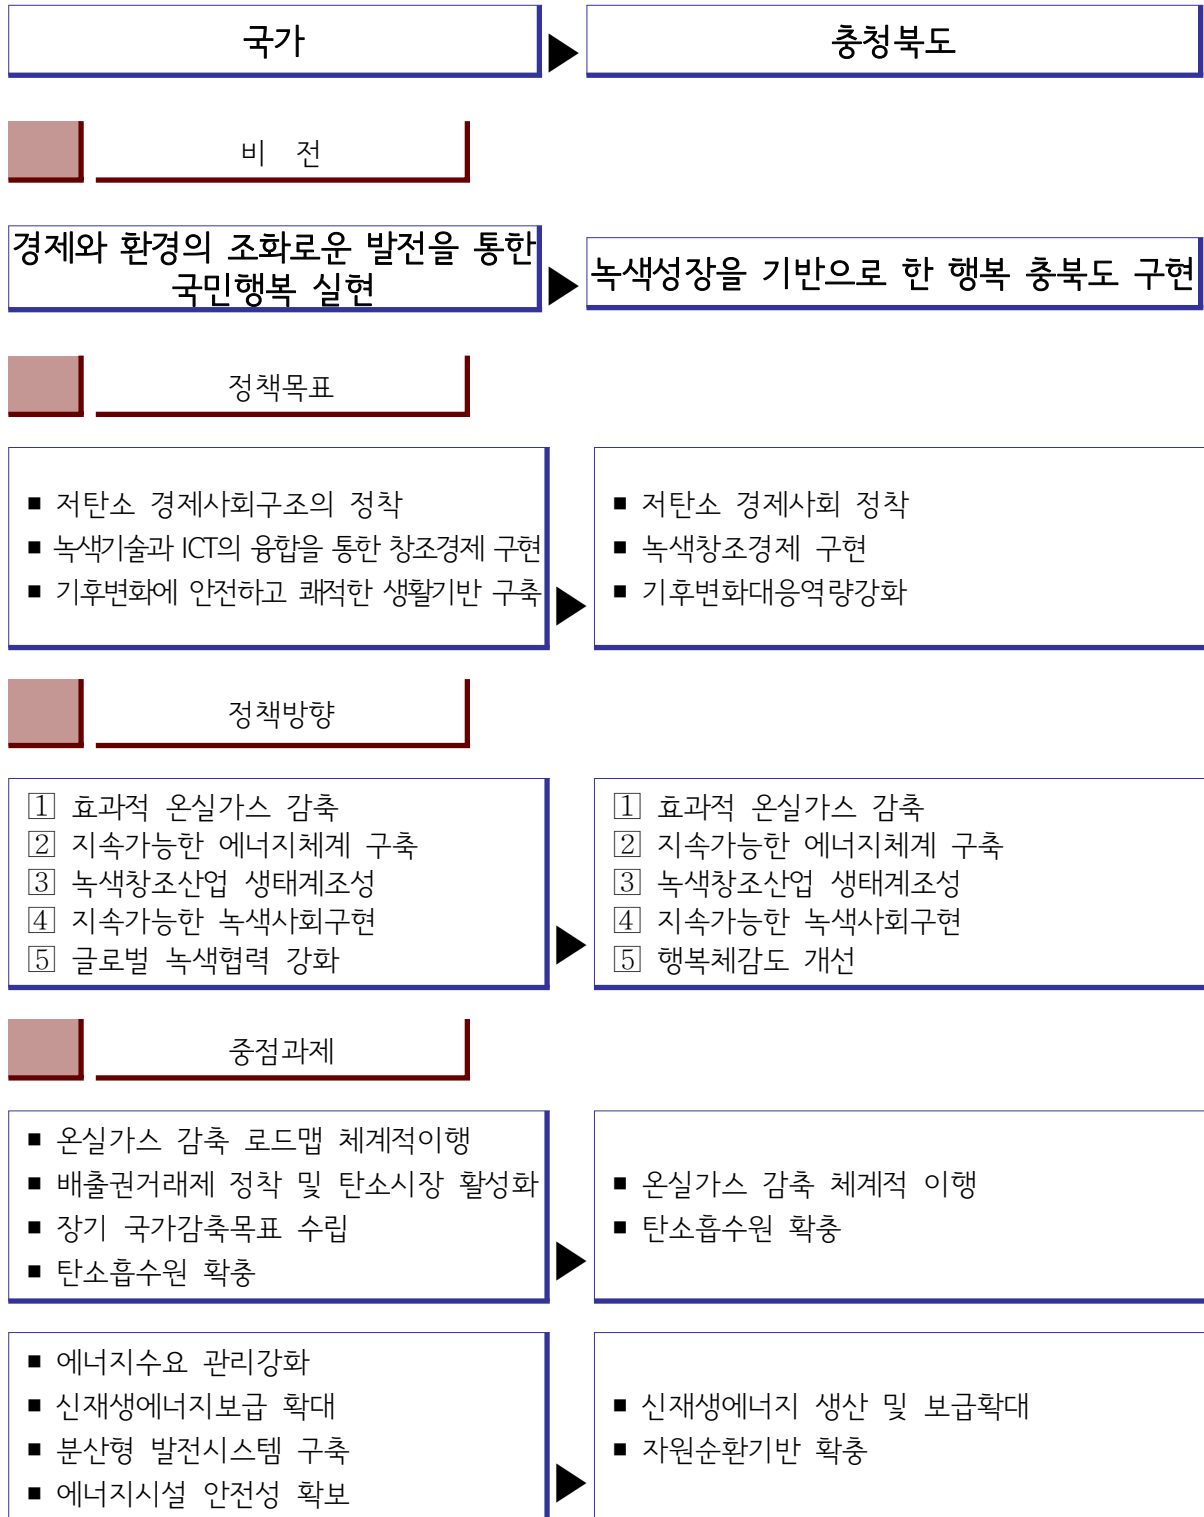 국가
충청북도
비 전
경제와 환경의 조화로운 발전을 통한
국민행복 실현
녹색성장을 기반으로 한 행복 충북도 구현
정책목표
■ 저탄소 경제사회구조의 정착
■ 녹색기술과 ICT의 융합을 통한 창조경제 구현
■ 기후변화에 안전하고 쾌적한 생활기반 구축
■ 저탄소 경제사회 정착
■ 녹색창조경제 구현
■ 기후변화대응역량강화
정책방향
1 효과적 온실가스 감축
2 지속가능한 에너지체계 구축
3 녹색창조산업 생태계조성
4 지속가능한 녹색사회구현
5 글로벌 녹색협력 강화
1 효과적 온실가스 감축
2 지속가능한 에너지체계 구축
3 녹색창조산업 생태계조성
4 지속가능한 녹색사회구현
5 행복체감도 개선
중점과제
■ 온실가스 감축 로드맵 체계적이행
■ 배출권거래제 정착 및 탄소시장 활성화
■ 장기 국가감축목표 수립
■ 탄소흡수원 확충
■ 온실가스 감축 체계적 이행
■ 탄소흡수원 확충
■ 에너지수요 관리강화
■ 신재생에너지보급 확대
■ 분산형 발전시스템 구축
■ 에너지시설 안전성 확보
■ 신재생에너지 생산 및 보급확대
■ 자원순환기반 확충